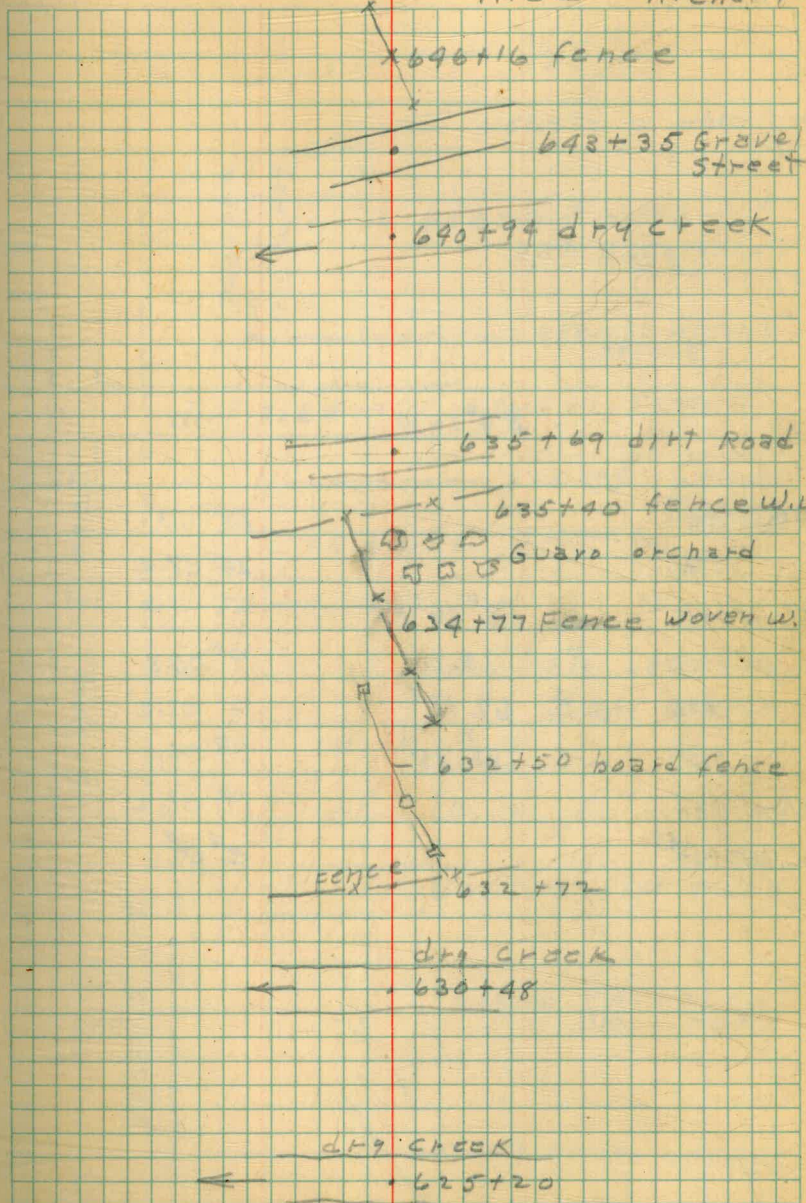 646+16 fence
643+35 Gravel
Street
640+94 dry creek
635+69 dirt Road
635+40 fence W.
Guavo orchard
634+77 Fence Woven W.
632+50 board fence
Fence
632+72
dry Creek
630+48
dry Creek
625+20